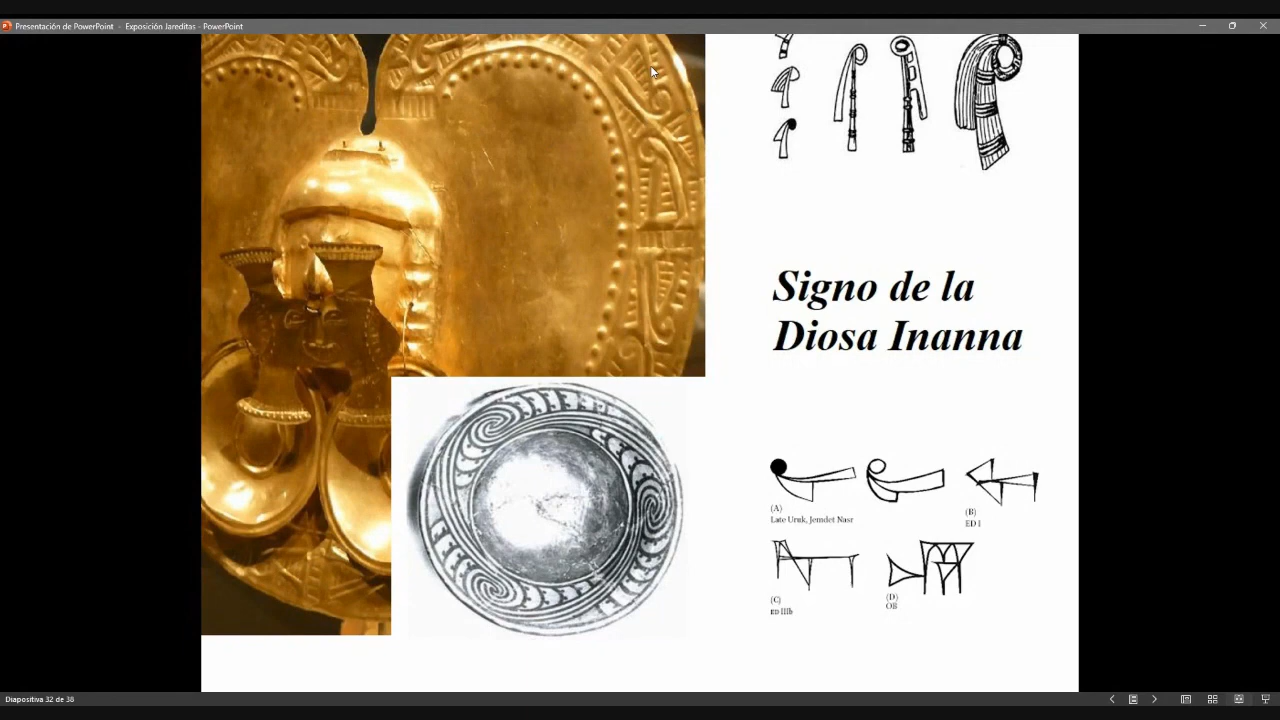 Presentación de PowerPoint - Exposición Jareditas - PowerPoint
Signo de la
Diosa Inanna
(A)
Late Uruk, Jemdet Nasr
(B)
ED I
(C)
ED IIIb
(D)
OB
Diapositiva 32 de 38